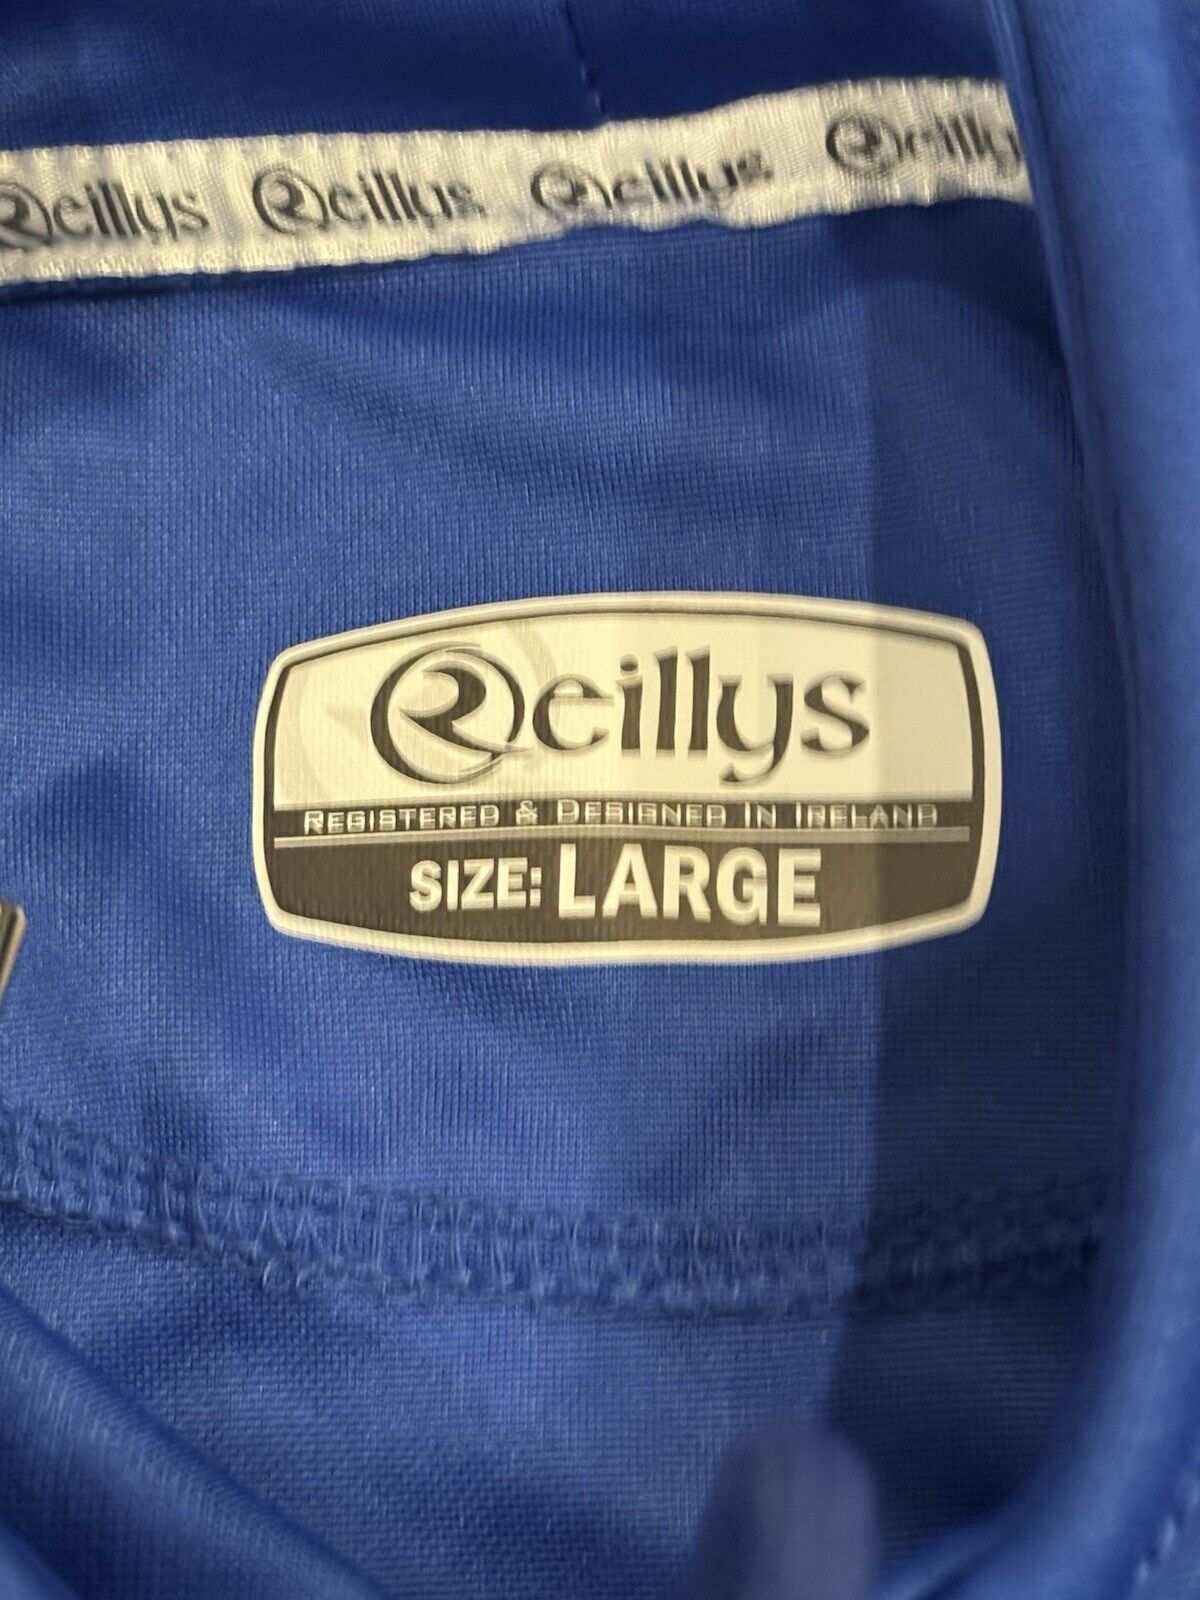 Reillys Reillys Reillys Reillys
Reillys
REGISTERED & DESIGNED IN IRELAND
SIZE: LARGE